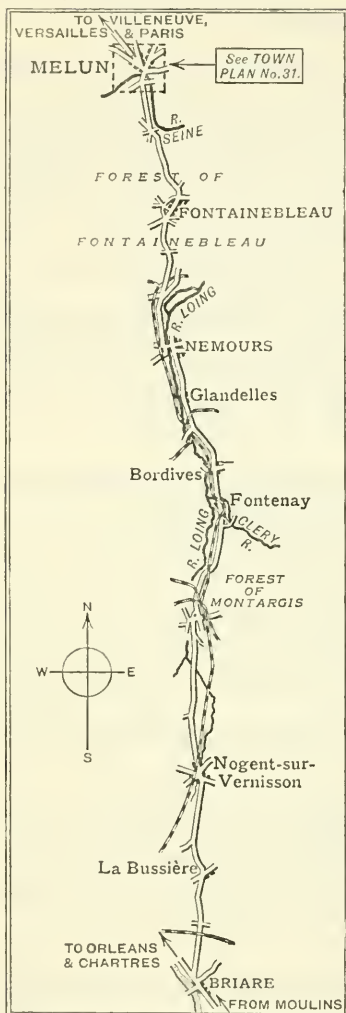 TO VILLENEUVE,
VERSAILLES & PARIS
MELUN
See TOWN
PLAN No. 31.
R.
SEINE
FOREST OF
FONTAINEBLEAU
FONTAINEBLEAU
R. LOING
NEMOURS
Glandelles
Bordives
Fontenay
R. LOING
CLERY
R.
FOREST
OF
MONTARGIS
N
W
E
S
Nogent-sur-
Vernisson
La Bussière
TO ORLEANS
& CHARTRES
BRIARE
FROM MOULINS